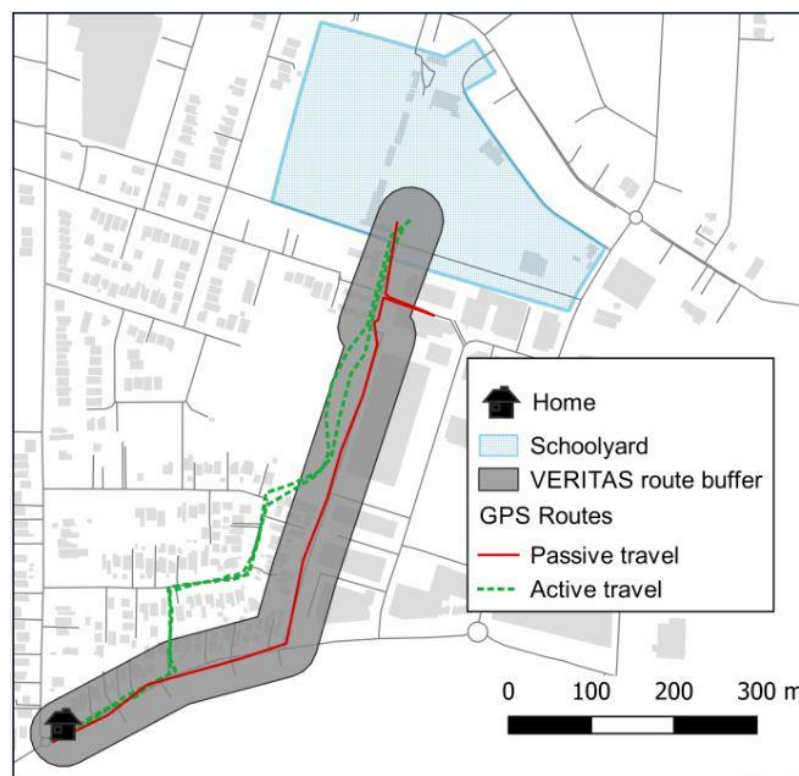 Home
Schoolyard
VERITAS route buffer
GPS Routes
Passive travel
Active travel
0 100 200 300 m